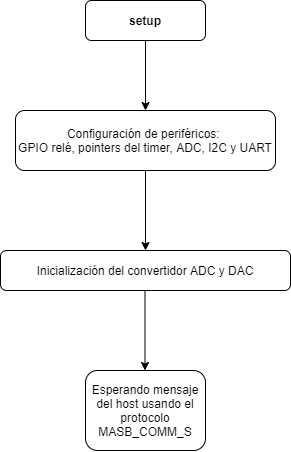 setup
Configuración de periféricos:
GPIO relé, pointers del timer, ADC, I2C y UART
Inicialización del convertidor ADC y DAC
Esperando mensaje
del host usando el
protocolo
MASB_COMM_S